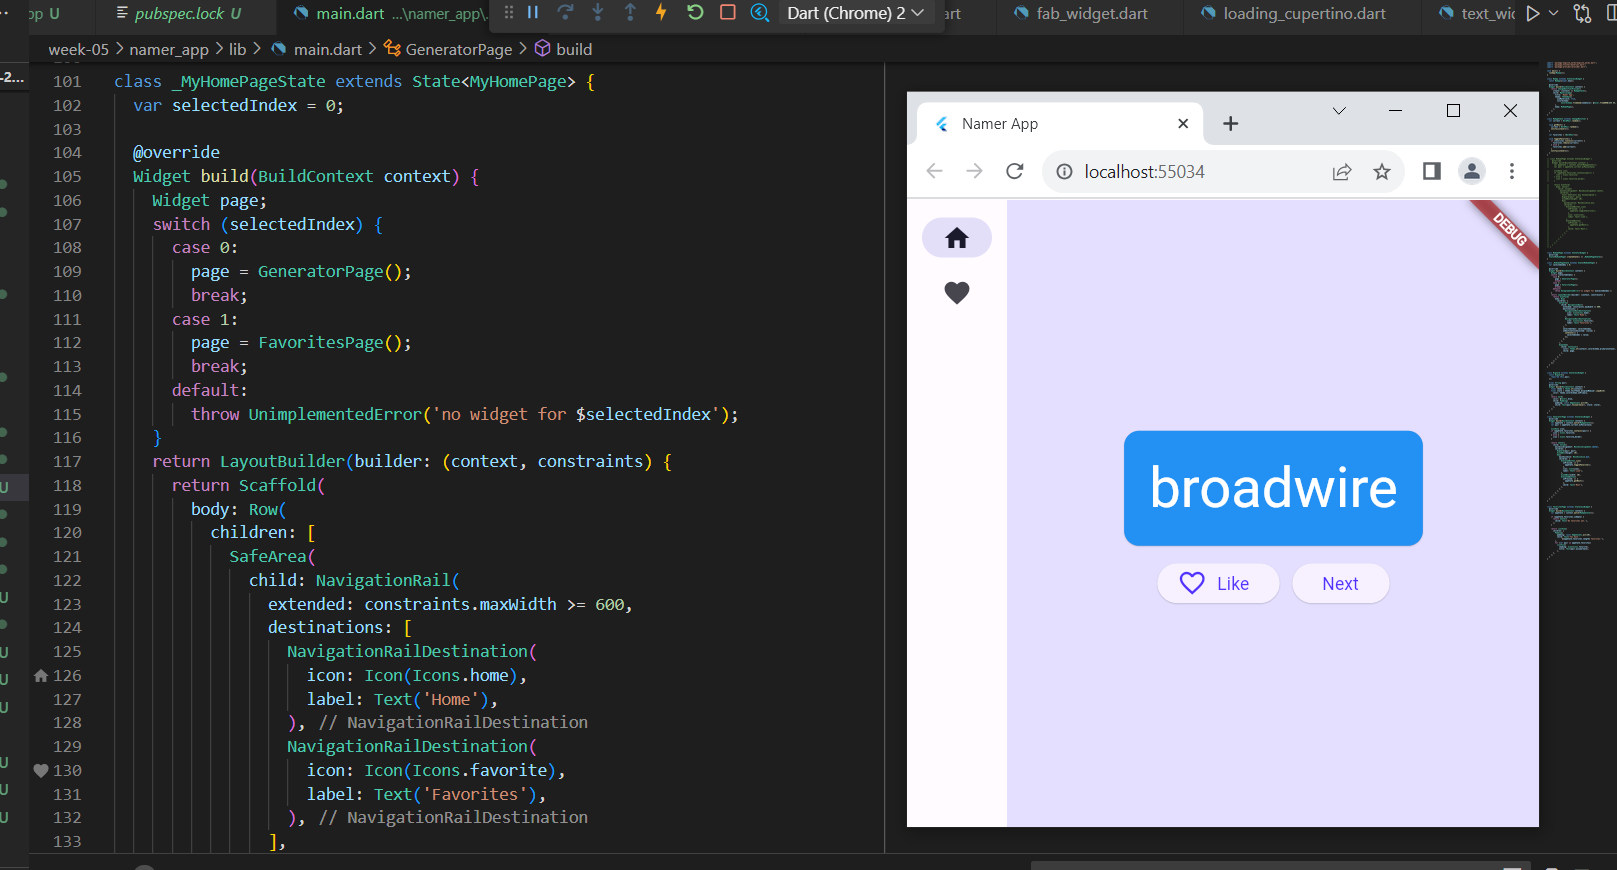 pp U
pubspec.lock U
main.dart ...\namer_app\.
Dart (Chrome) 2
art
fab_widget.dart
loading_cupertino.dart
text_wi
-2...
week-05 > namer_app > lib > main.dart > GeneratorPage > build
101 class _MyHomePageState extends State<MyHomePage> {
102 var selectedIndex = 0;
103
104 @override
105 Widget build(BuildContext context) {
106 Widget page;
107 switch (selectedIndex) {
108 case 0:
109 page = GeneratorPage();
110 break;
111 case 1:
112 page = FavoritesPage();
113 break;
114 default:
115 throw UnimplementedError('no widget for $selectedIndex');
116 }
117 return LayoutBuilder(builder: (context, constraints) {
118 return Scaffold(
119 body: Row(
120 children: [
121 SafeArea(
122 child: NavigationRail(
123 extended: constraints.maxWidth >= 600,
124 destinations: [
125 NavigationRailDestination(
126 icon: Icon(Icons.home),
127 label: Text('Home'),
128 ), // NavigationRailDestination
129 NavigationRailDestination(
130 icon: Icon(Icons.favorite),
131 label: Text('Favorites'),
132 ), // NavigationRailDestination
133 ],
U
U
U
U
U
U
U
Namer App
localhost:55034
DEBUG
broadwire
Like
Next